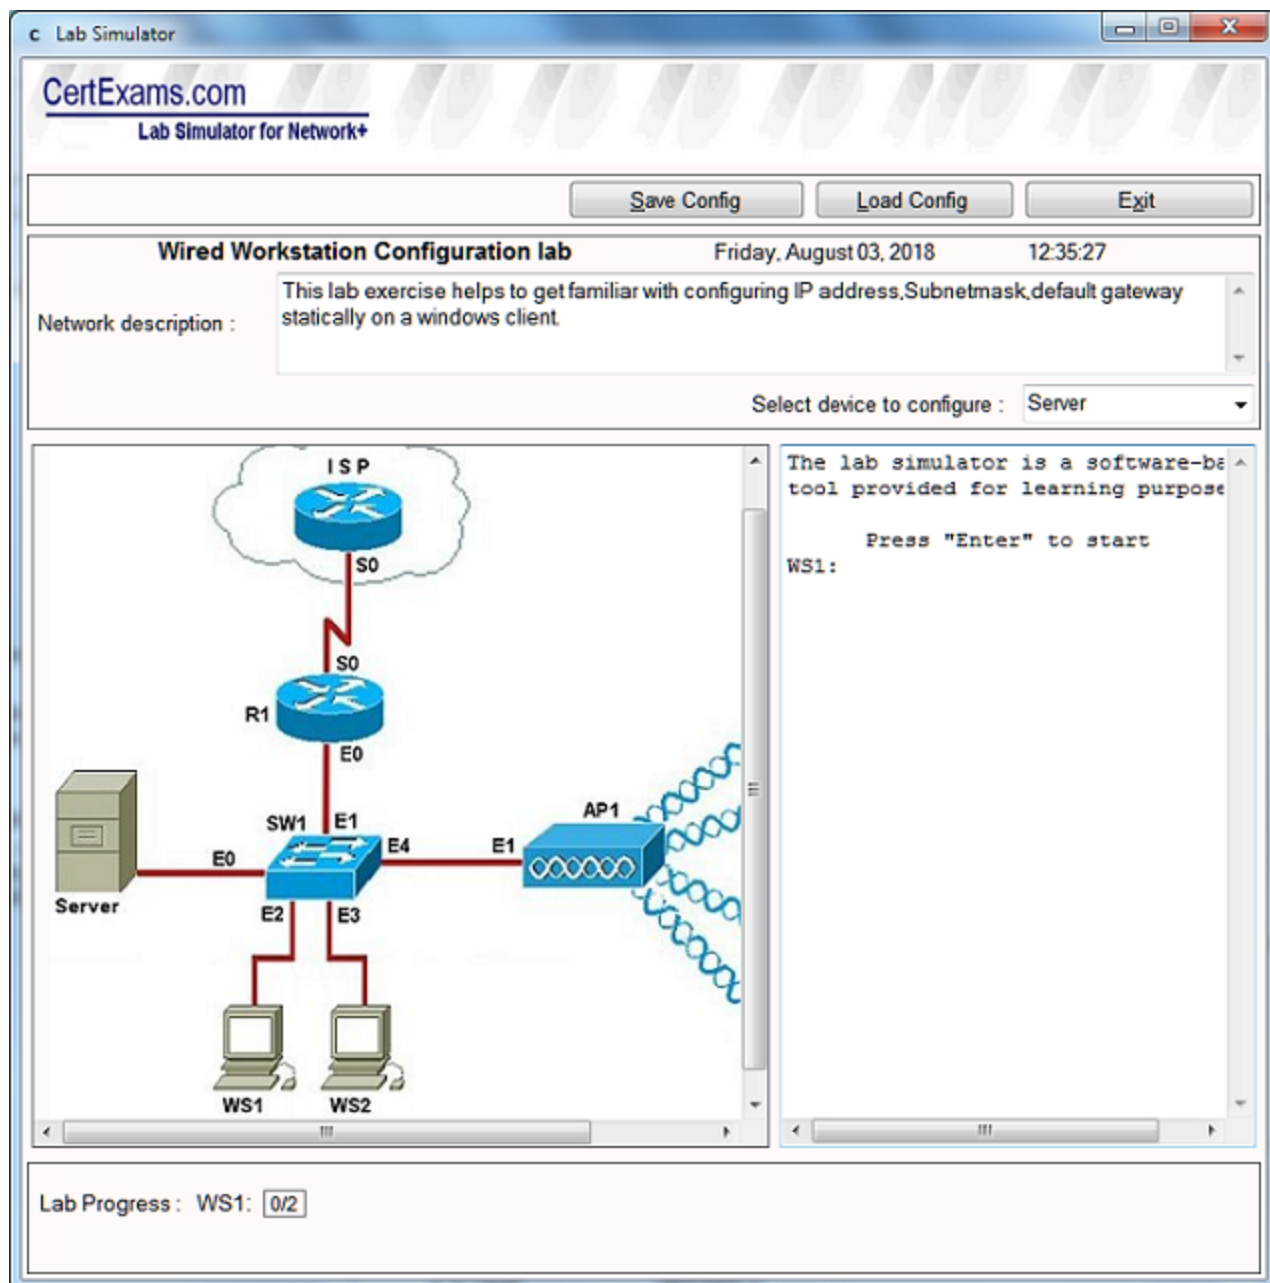 c Lab Simulator
CertExams.com
Lab Simulator for Network+
Save Config Load Config Exit
Wired Workstation Configuration lab Friday, August 03, 2018 12:35:27
Network description :
This lab exercise helps to get familiar with configuring IP address,Subnetmask,default gateway
statically on a windows client.
Select device to configure : Server
ISP
S0
S0
R1
E0
SW1 E1
AP1
E0
E4
E1
Server
E2
E3
WS1
WS2
The lab simulator is a software-ba
tool provided for learning purpose
Press "Enter" to start
WS1:
Lab Progress : WS1: 0/2